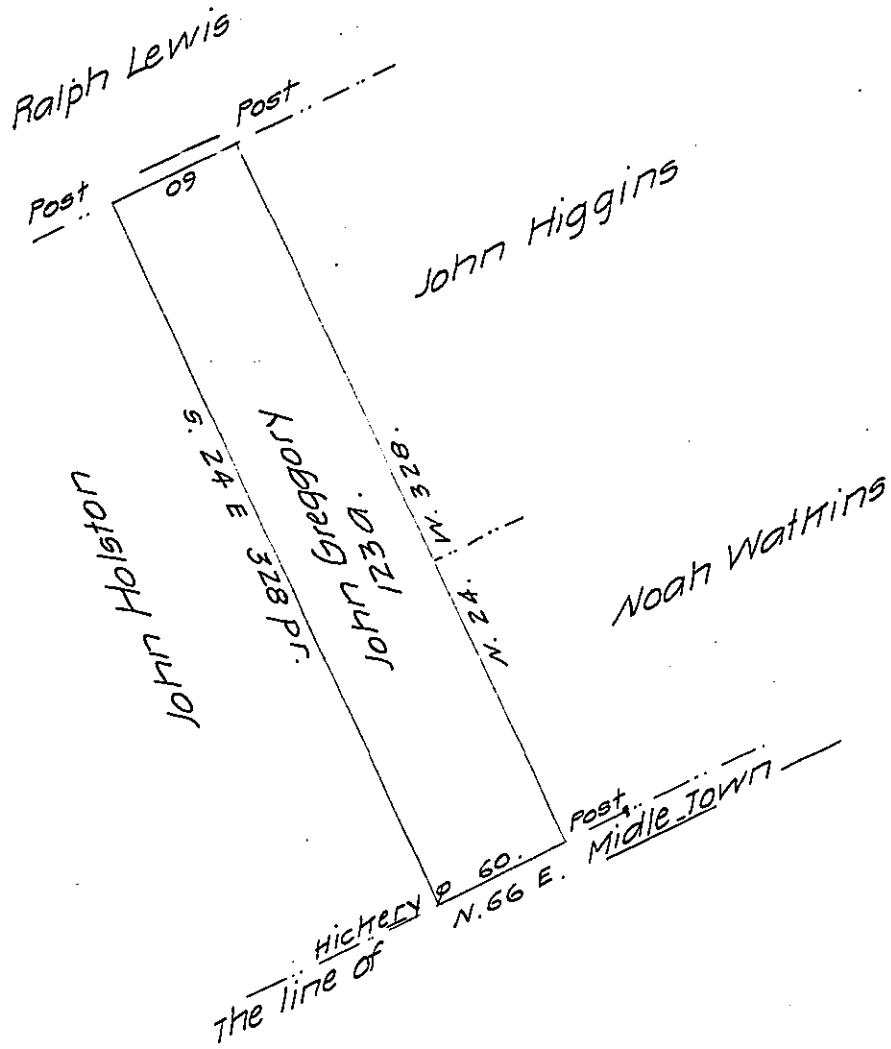 Ralph Lewis
Post
Post
60
John Higgins
John Holston
S. 24 E 328 pr.
John Greggory
123a.
N. 24. W. 328.
Noah Watkins
Hickery 60. Post
N. 66 E.
The line of Midle Town